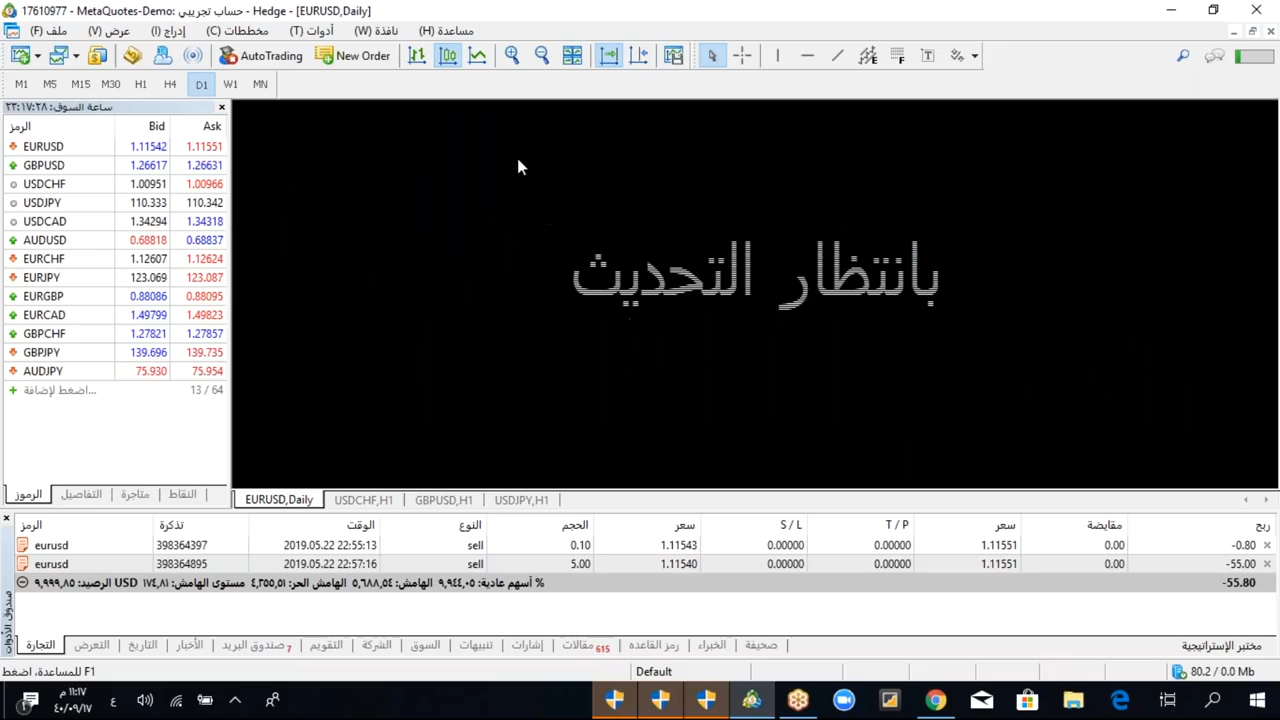 17610977 - MetaQuotes-Demo: حساب تجريبي - Hedge - [EURUSD,Daily]
ملف (F) عرض (V) إدراج (I) مخططات (C) أدوات (T) نافذة (W) مساعدة (H)
AutoTrading New Order
M1 M5 M15 M30 H1 H4 D1 W1 MN
ساعة السوق: ٢٣:١٧:٢٨
الرمز Bid Ask
EURUSD 1.11542 1.11551
GBPUSD 1.26617 1.26631
USDCHF 1.00951 1.00966
USDJPY 110.333 110.342
USDCAD 1.34294 1.34318
AUDUSD 0.68818 0.68837
EURCHF 1.12607 1.12624
EURJPY 123.069 123.087
EURGBP 0.88086 0.88095
EURCAD 1.49799 1.49823
GBPCHF 1.27821 1.27857
GBPJPY 139.696 139.735
AUDJPY 75.930 75.954
اضغط لإضافة... 13 / 64
بانتظار التحديث
الرموز التفاصيل متاجرة النقاط
EURUSD,Daily USDCHF,H1 GBPUSD,H1 USDJPY,H1
الرمز تذكرة الوقت النوع الحجم سعر S / L T / P سعر مقايضة ربح
eurusd 398364397 2019.05.22 22:55:13 sell 0.10 1.11543 0.00000 0.00000 1.11551 0.00 -0.80
eurusd 398364895 2019.05.22 22:57:16 sell 5.00 1.11540 0.00000 0.00000 1.11551 0.00 -55.00
الرصيد: ٩,٩٩٩,٨٥ USD أسهم عادية: ٩,٩٤٤,٠٥ الهامش: ٥,٦٨٨,٥٤ الهامش الحر: ٤,٣٥٥,٥١ مستوى الهامش: ١٧٤,٨١ % -55.80
صندوق الأدوات
التجارة التعرض التاريخ الأخبار صندوق البريد 7 التقويم الشركة السوق تنبيهات إشارات مقالات 615 رمز القاعده الخبراء صحيفة مختبر الإستراتيجية
للمساعدة، اضغط F1 Default 80.2 / 0.0 Mb
١١:١٧ م
٤٠/٠٩/١٧
ع